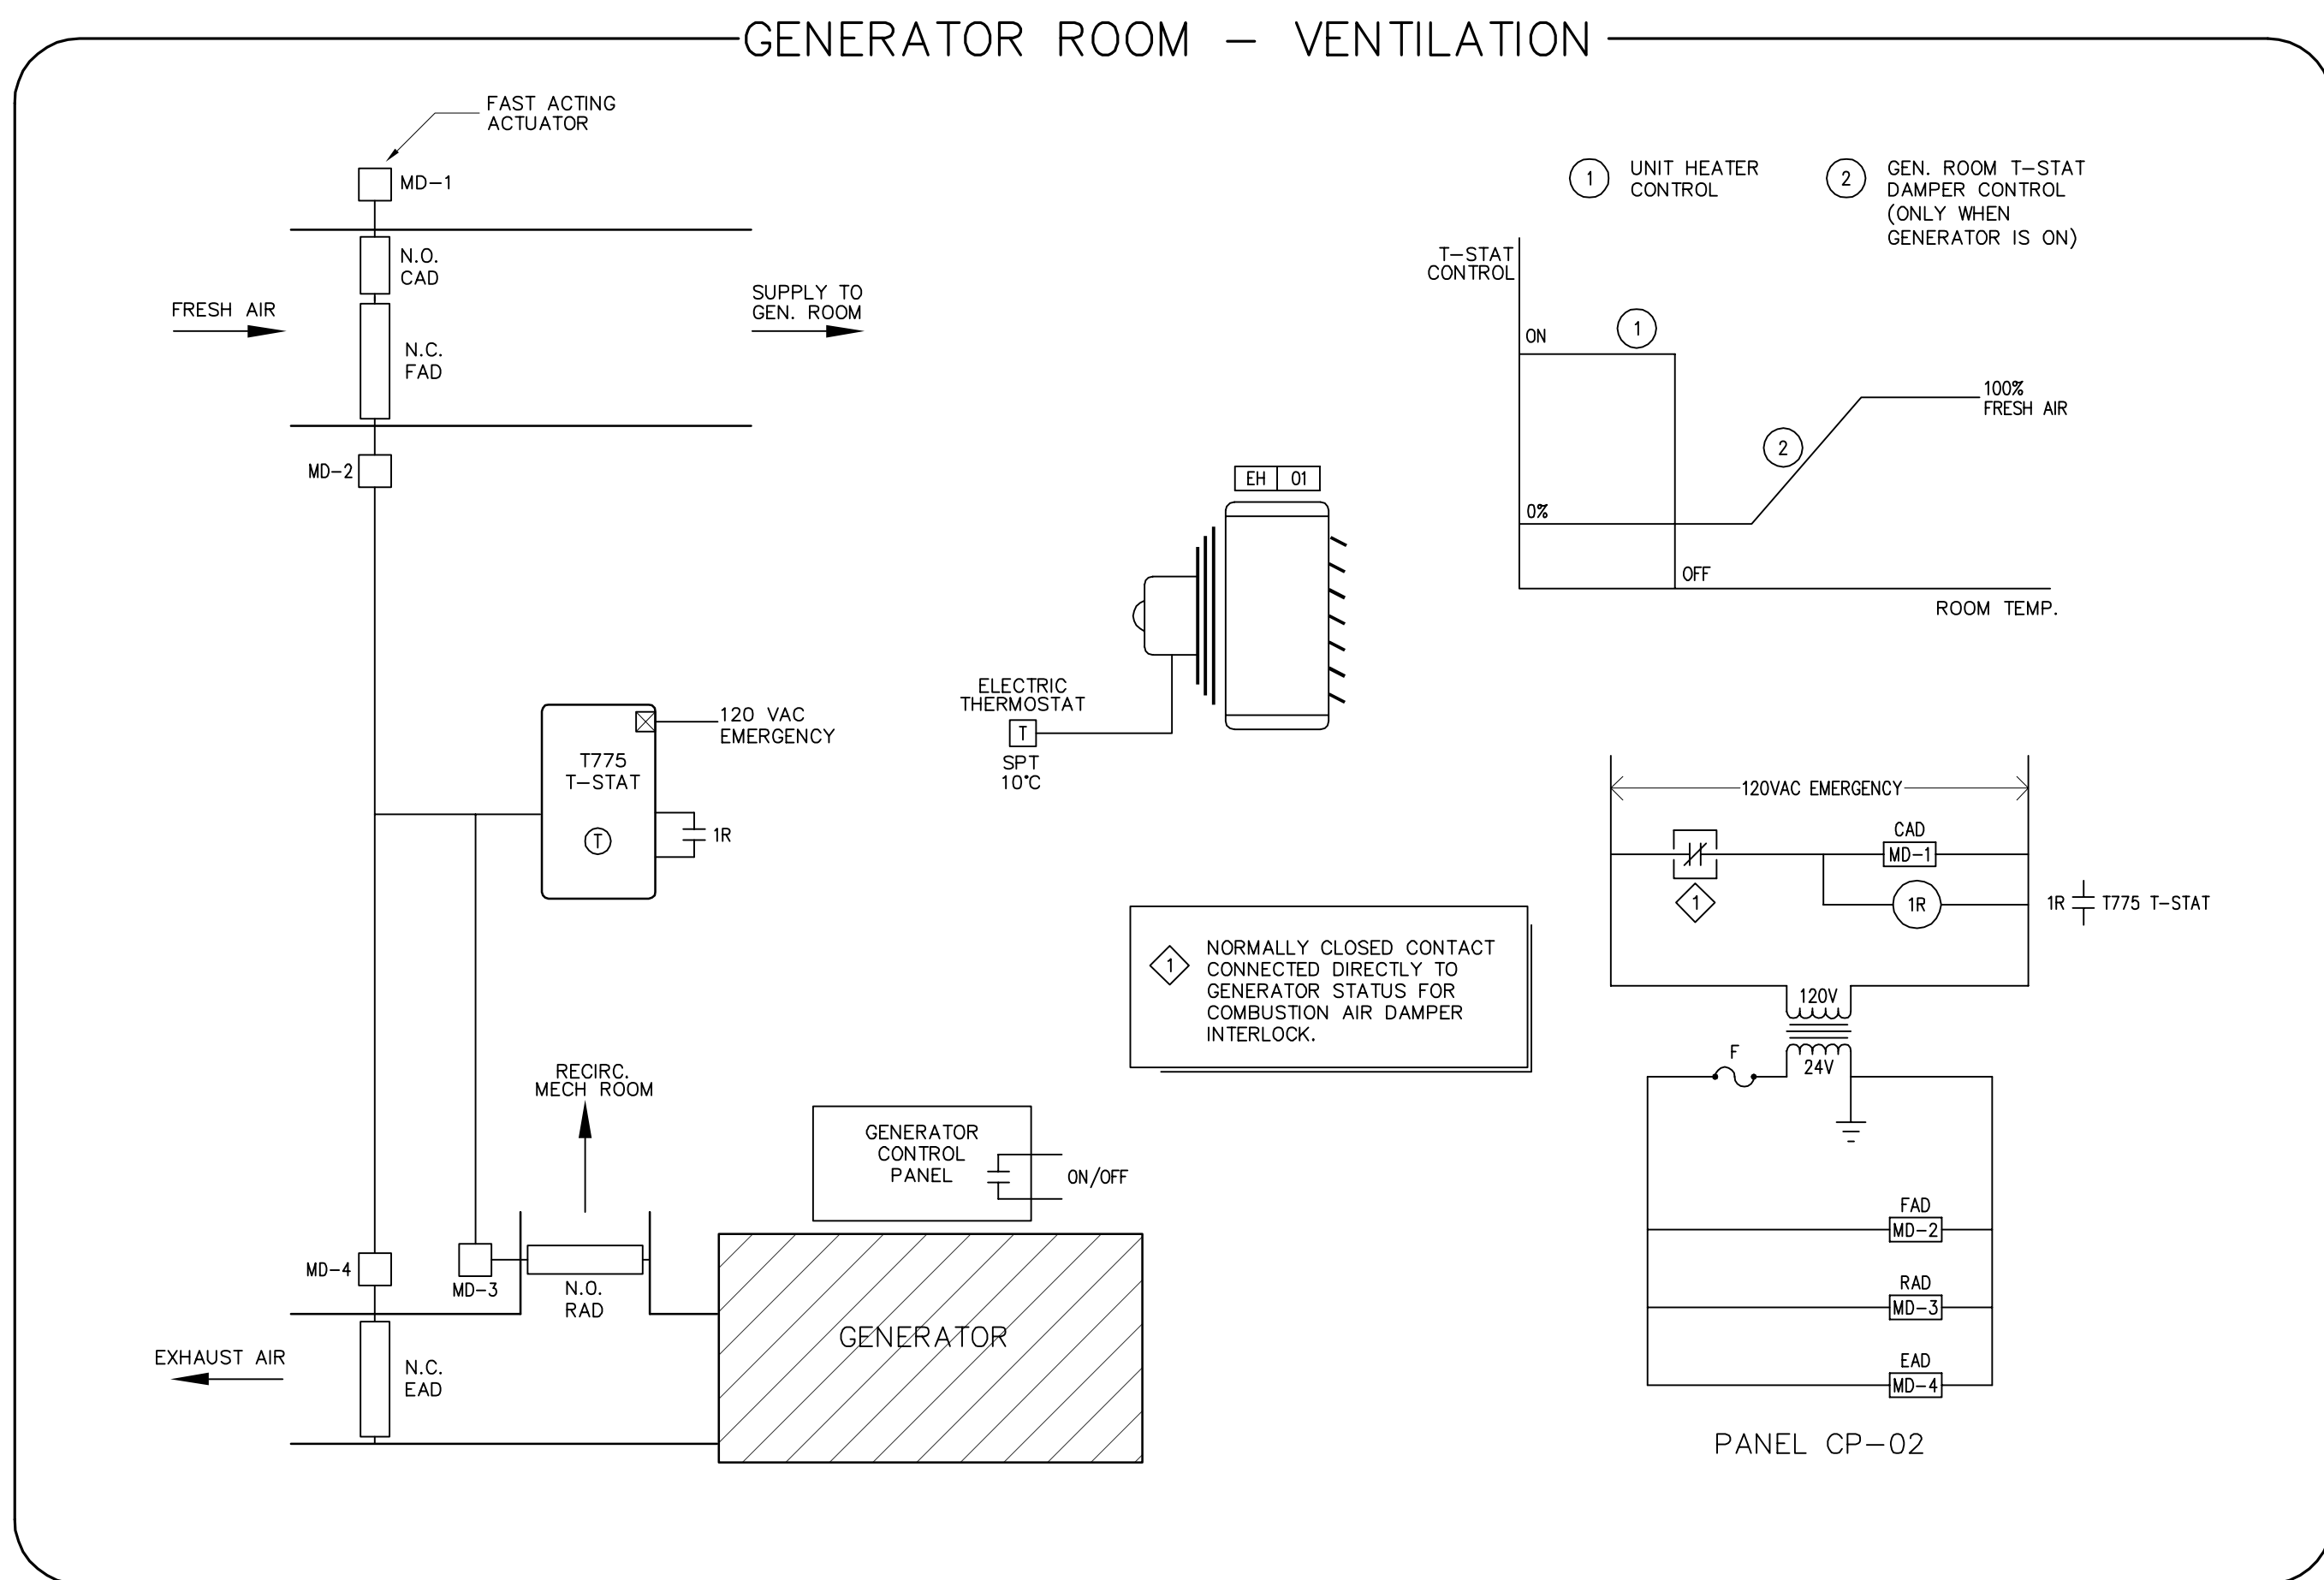 GENERATOR ROOM - VENTILATION
FAST ACTING
ACTUATOR
MD-1
N.O.
CAD
FRESH AIR
SUPPLY TO
GEN. ROOM
N.C.
FAD
MD-2
1 UNIT HEATER
CONTROL
2 GEN. ROOM T-STAT
DAMPER CONTROL
(ONLY WHEN
GENERATOR IS ON)
T-STAT
CONTROL
ON
1
100%
FRESH AIR
2
0%
OFF
ROOM TEMP.
EH 01
ELECTRIC
THERMOSTAT
T
SPT
10°C
120 VAC
EMERGENCY
T775
T-STAT
T
1R
120VAC EMERGENCY
CAD
MD-1
1
1R
1R T775 T-STAT
1 NORMALLY CLOSED CONTACT
CONNECTED DIRECTLY TO
GENERATOR STATUS FOR
COMBUSTION AIR DAMPER
INTERLOCK.
120V
24V
F
RECIRC.
MECH ROOM
GENERATOR
CONTROL
PANEL
ON/OFF
MD-4
MD-3
N.O.
RAD
GENERATOR
EXHAUST AIR
N.C.
EAD
FAD
MD-2
RAD
MD-3
EAD
MD-4
PANEL CP-02